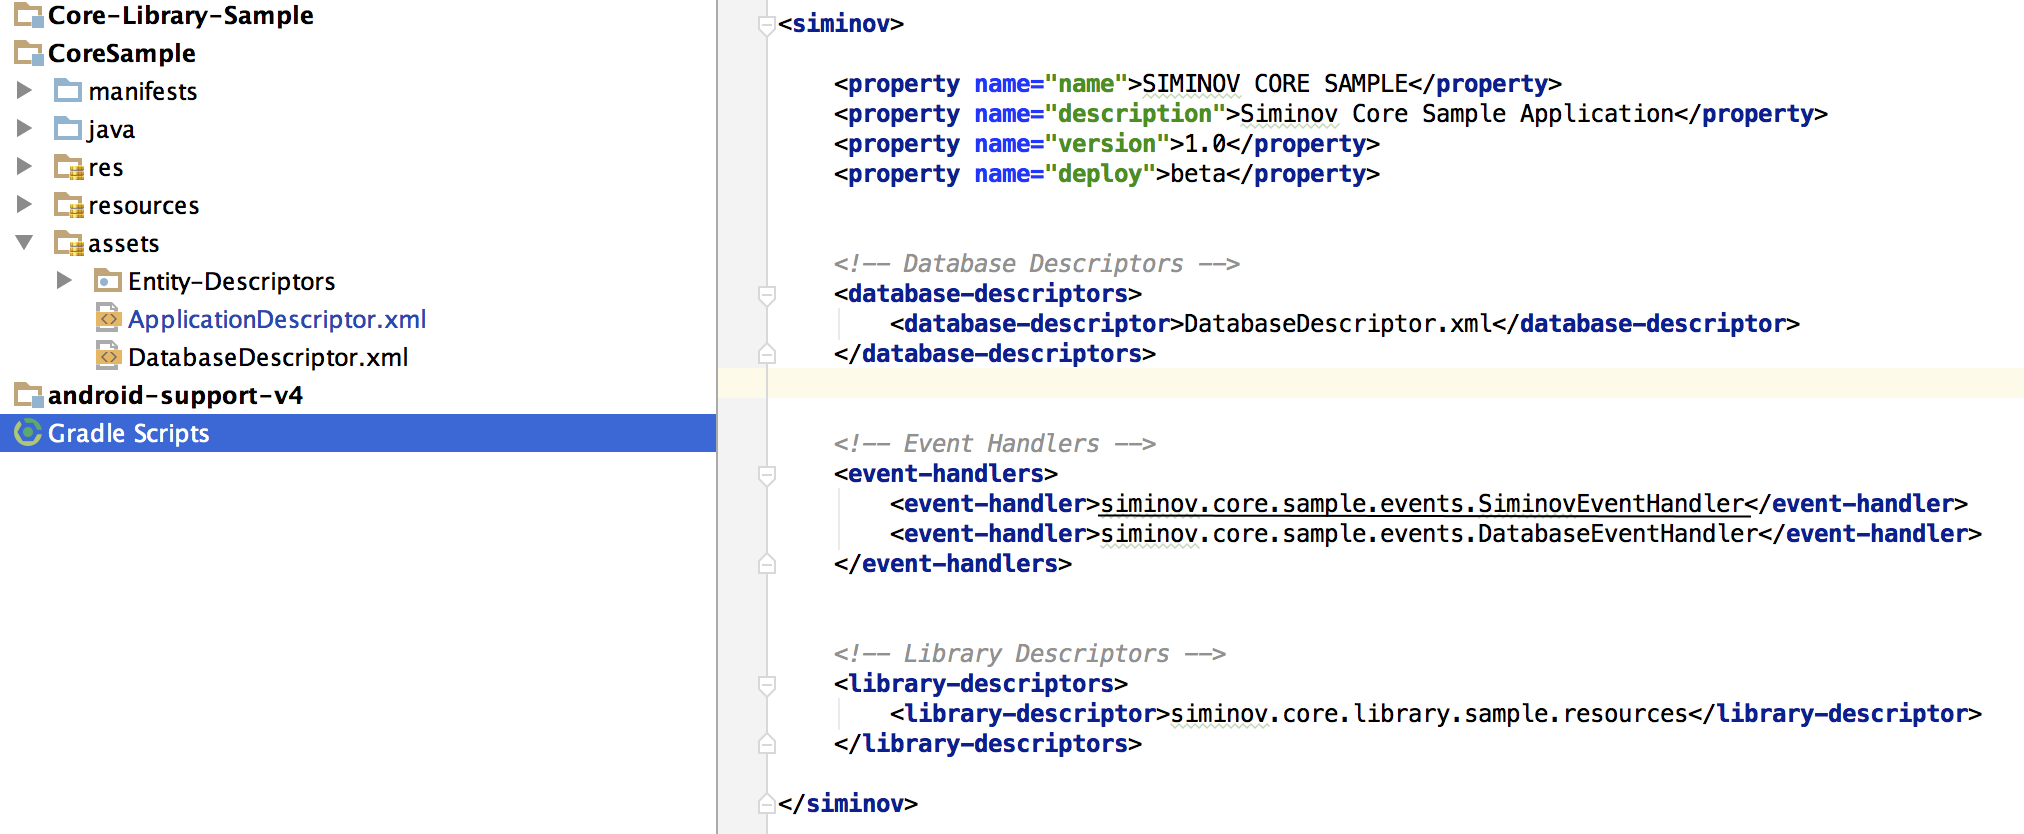 Core-Library-Sample
CoreSample
manifests
java
res
resources
assets
Entity-Descriptors
ApplicationDescriptor.xml
DatabaseDescriptor.xml
android-support-v4
Gradle Scripts
<siminov>
<property name="name">SIMINOV CORE SAMPLE</property>
<property name="description">Siminov Core Sample Application</property>
<property name="version">1.0</property>
<property name="deploy">beta</property>
<!-- Database Descriptors -->
<database-descriptors>
<database-descriptor>DatabaseDescriptor.xml</database-descriptor>
</database-descriptors>
<!-- Event Handlers -->
<event-handlers>
<event-handler>siminov.core.sample.events.SiminovEventHandler</event-handler>
<event-handler>siminov.core.sample.events.DatabaseEventHandler</event-handler>
</event-handlers>
<!-- Library Descriptors -->
<library-descriptors>
<library-descriptor>siminov.core.library.sample.resources</library-descriptor>
</library-descriptors>
</siminov>